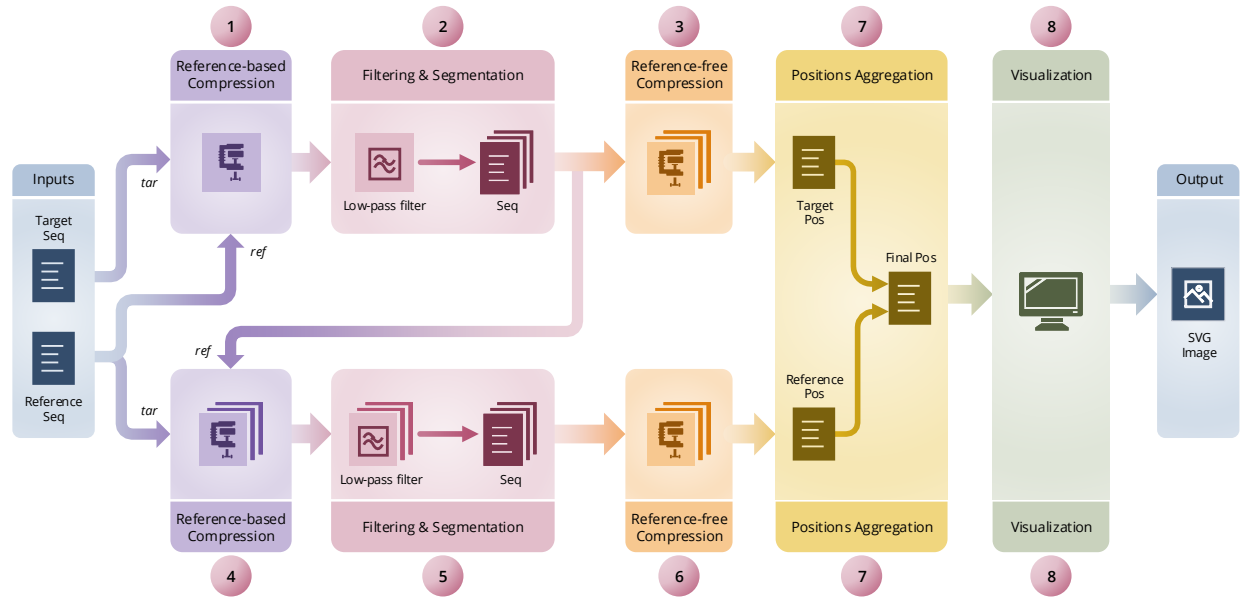 1
2
3
7
8
Reference-based
Compression
Filtering & Segmentation
Reference-free
Compression
Positions Aggregation
Visualization
Inputs
Target
Seq
Reference
Seq
tar
ref
Low-pass filter
Seq
Target
Pos
Final Pos
Reference
Pos
Output
SVG
Image
ref
tar
Low-pass filter
Seq
Reference-based
Compression
Filtering & Segmentation
Reference-free
Compression
Positions Aggregation
Visualization
4
5
6
7
8